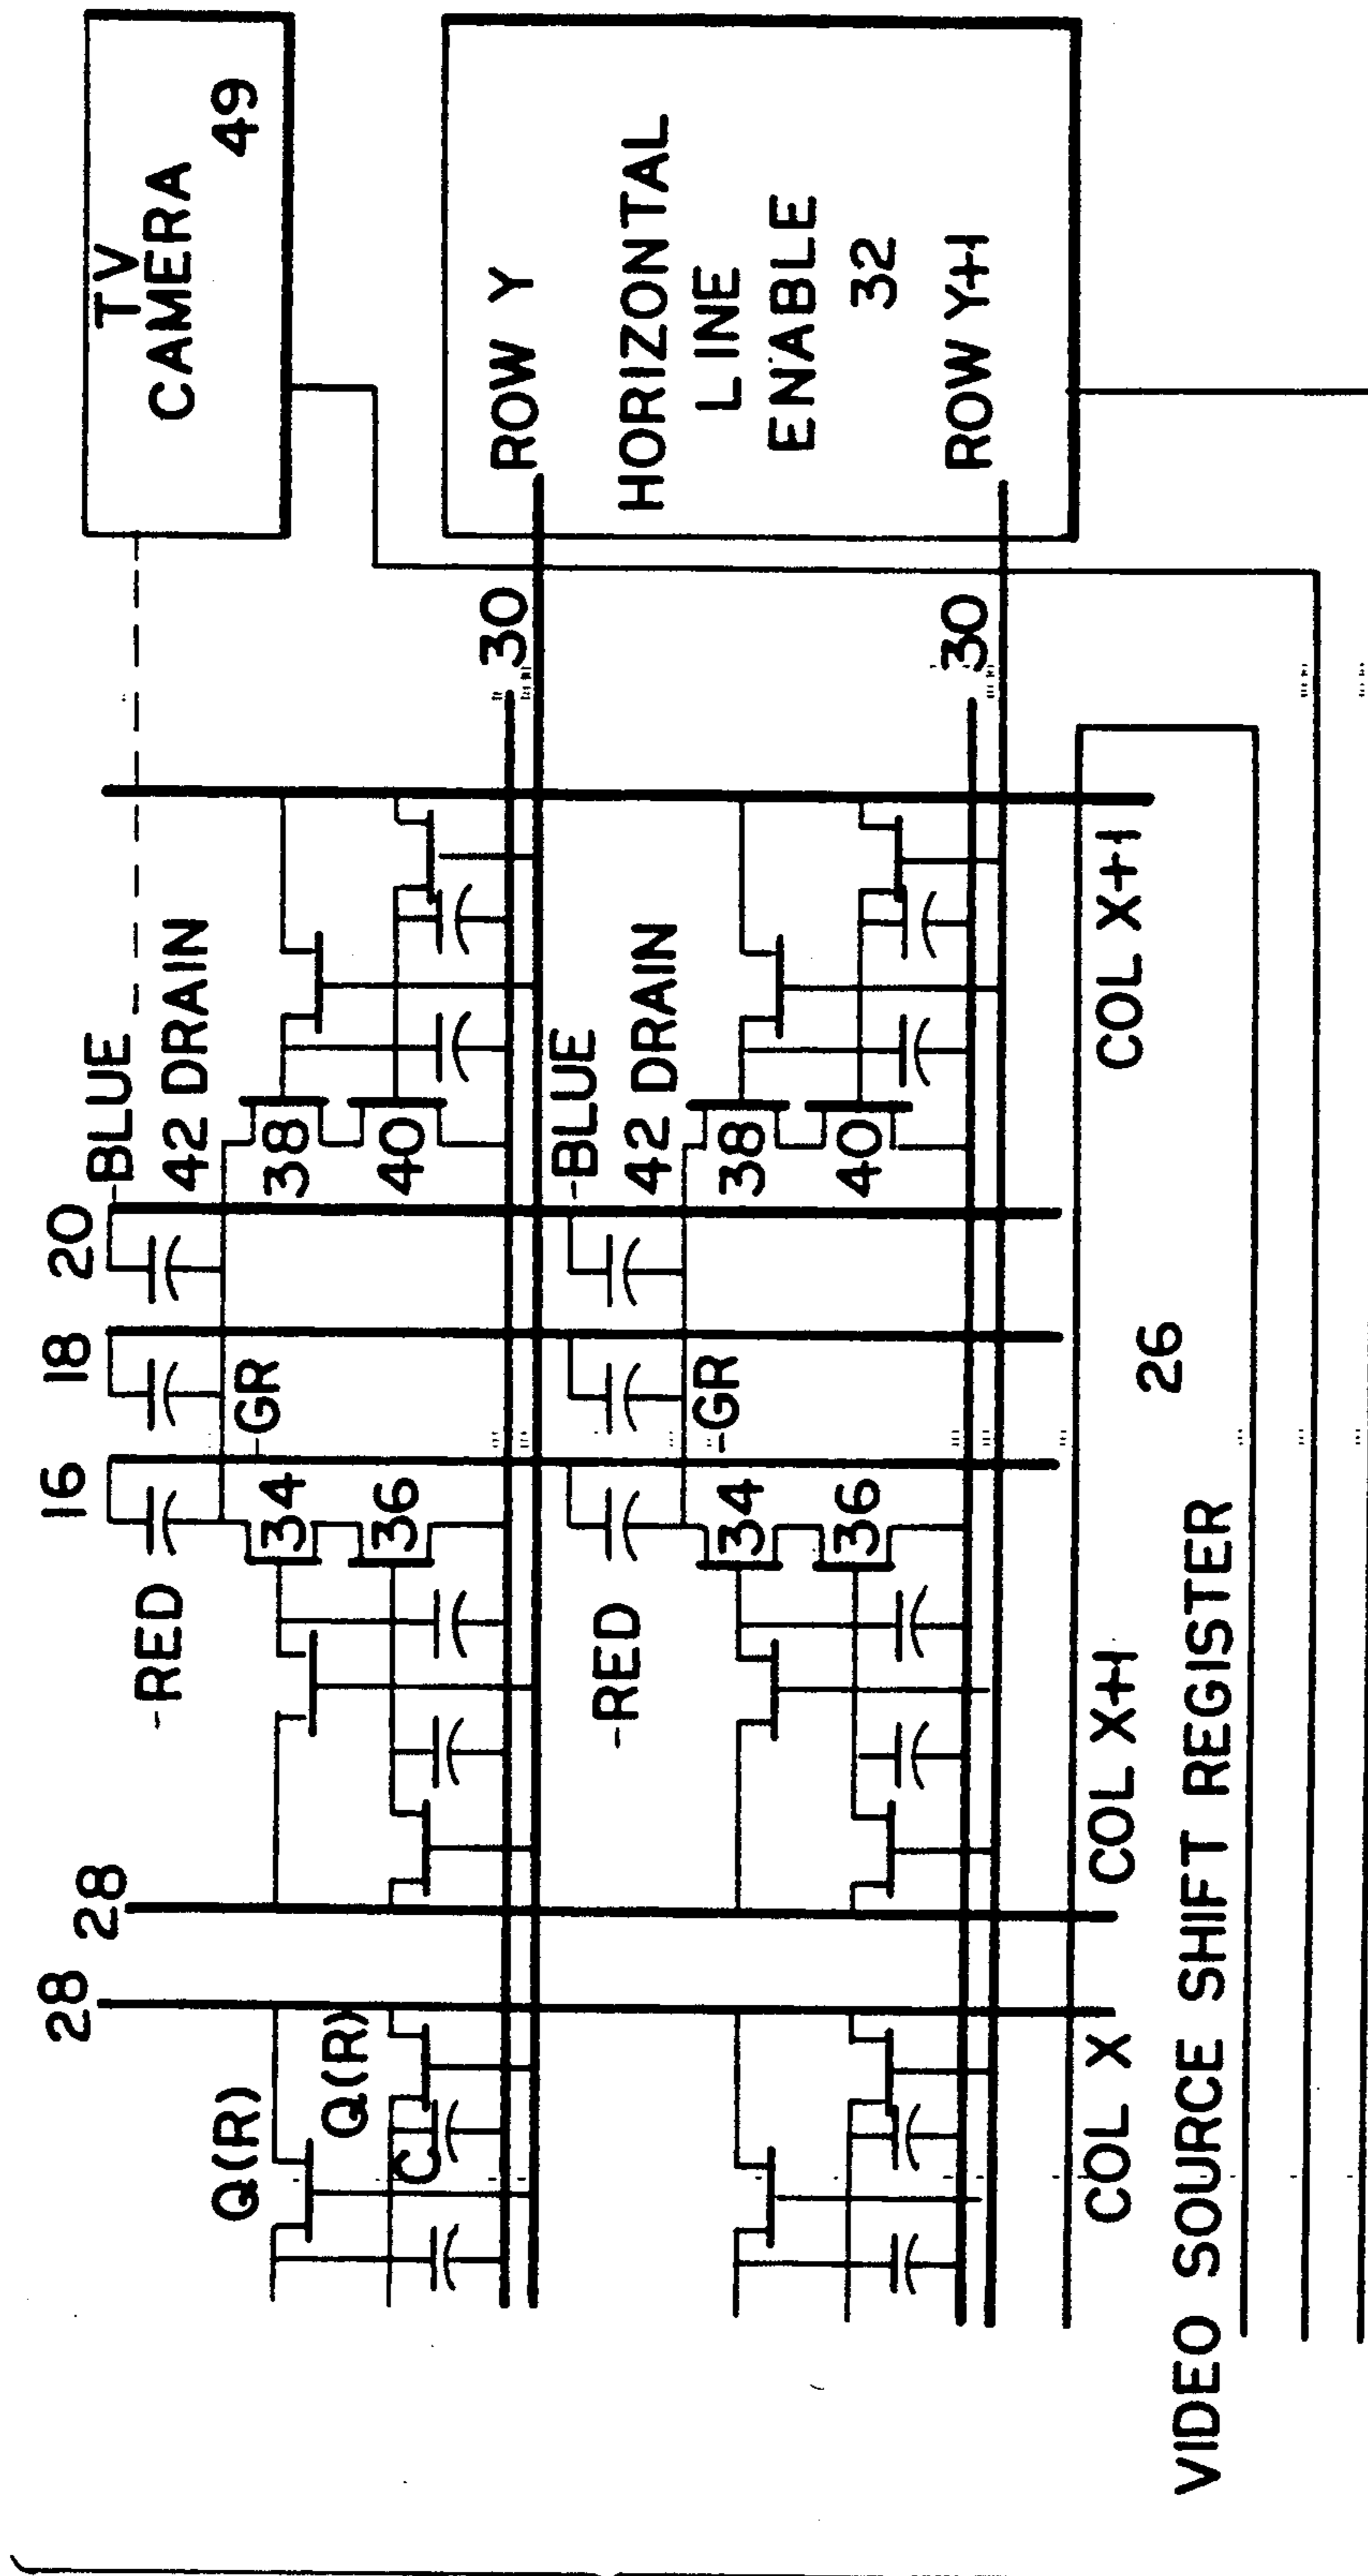 28
28
16
18
20
-BLUE
TV
CAMERA
49
Q(R)
Q(R)
C
-RED
34
36
-GR
42 DRAIN
38
40
30
ROW Y
HORIZONTAL
LINE
ENABLE
32
ROW Y+1
-RED
34
36
-GR
-BLUE
42 DRAIN
38
40
30
COL X
COL X+1
26
COL X+1
VIDEO SOURCE SHIFT REGISTER